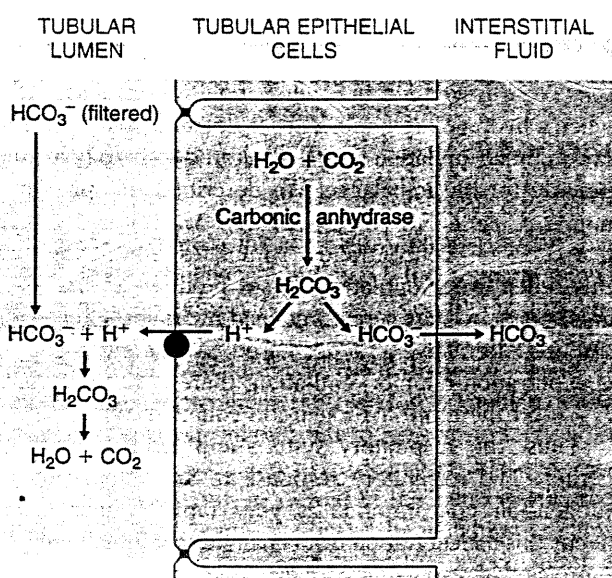 TUBULAR
LUMEN
TUBULAR EPITHELIAL
CELLS
INTERSTITIAL
FLUID
HCO₃⁻ (filtered)
H₂O + CO₂
Carbonic anhydrase
H₂CO₃
HCO₃⁻ + H⁺
H⁺
HCO₃
HCO₃
H₂CO₃
H₂O + CO₂